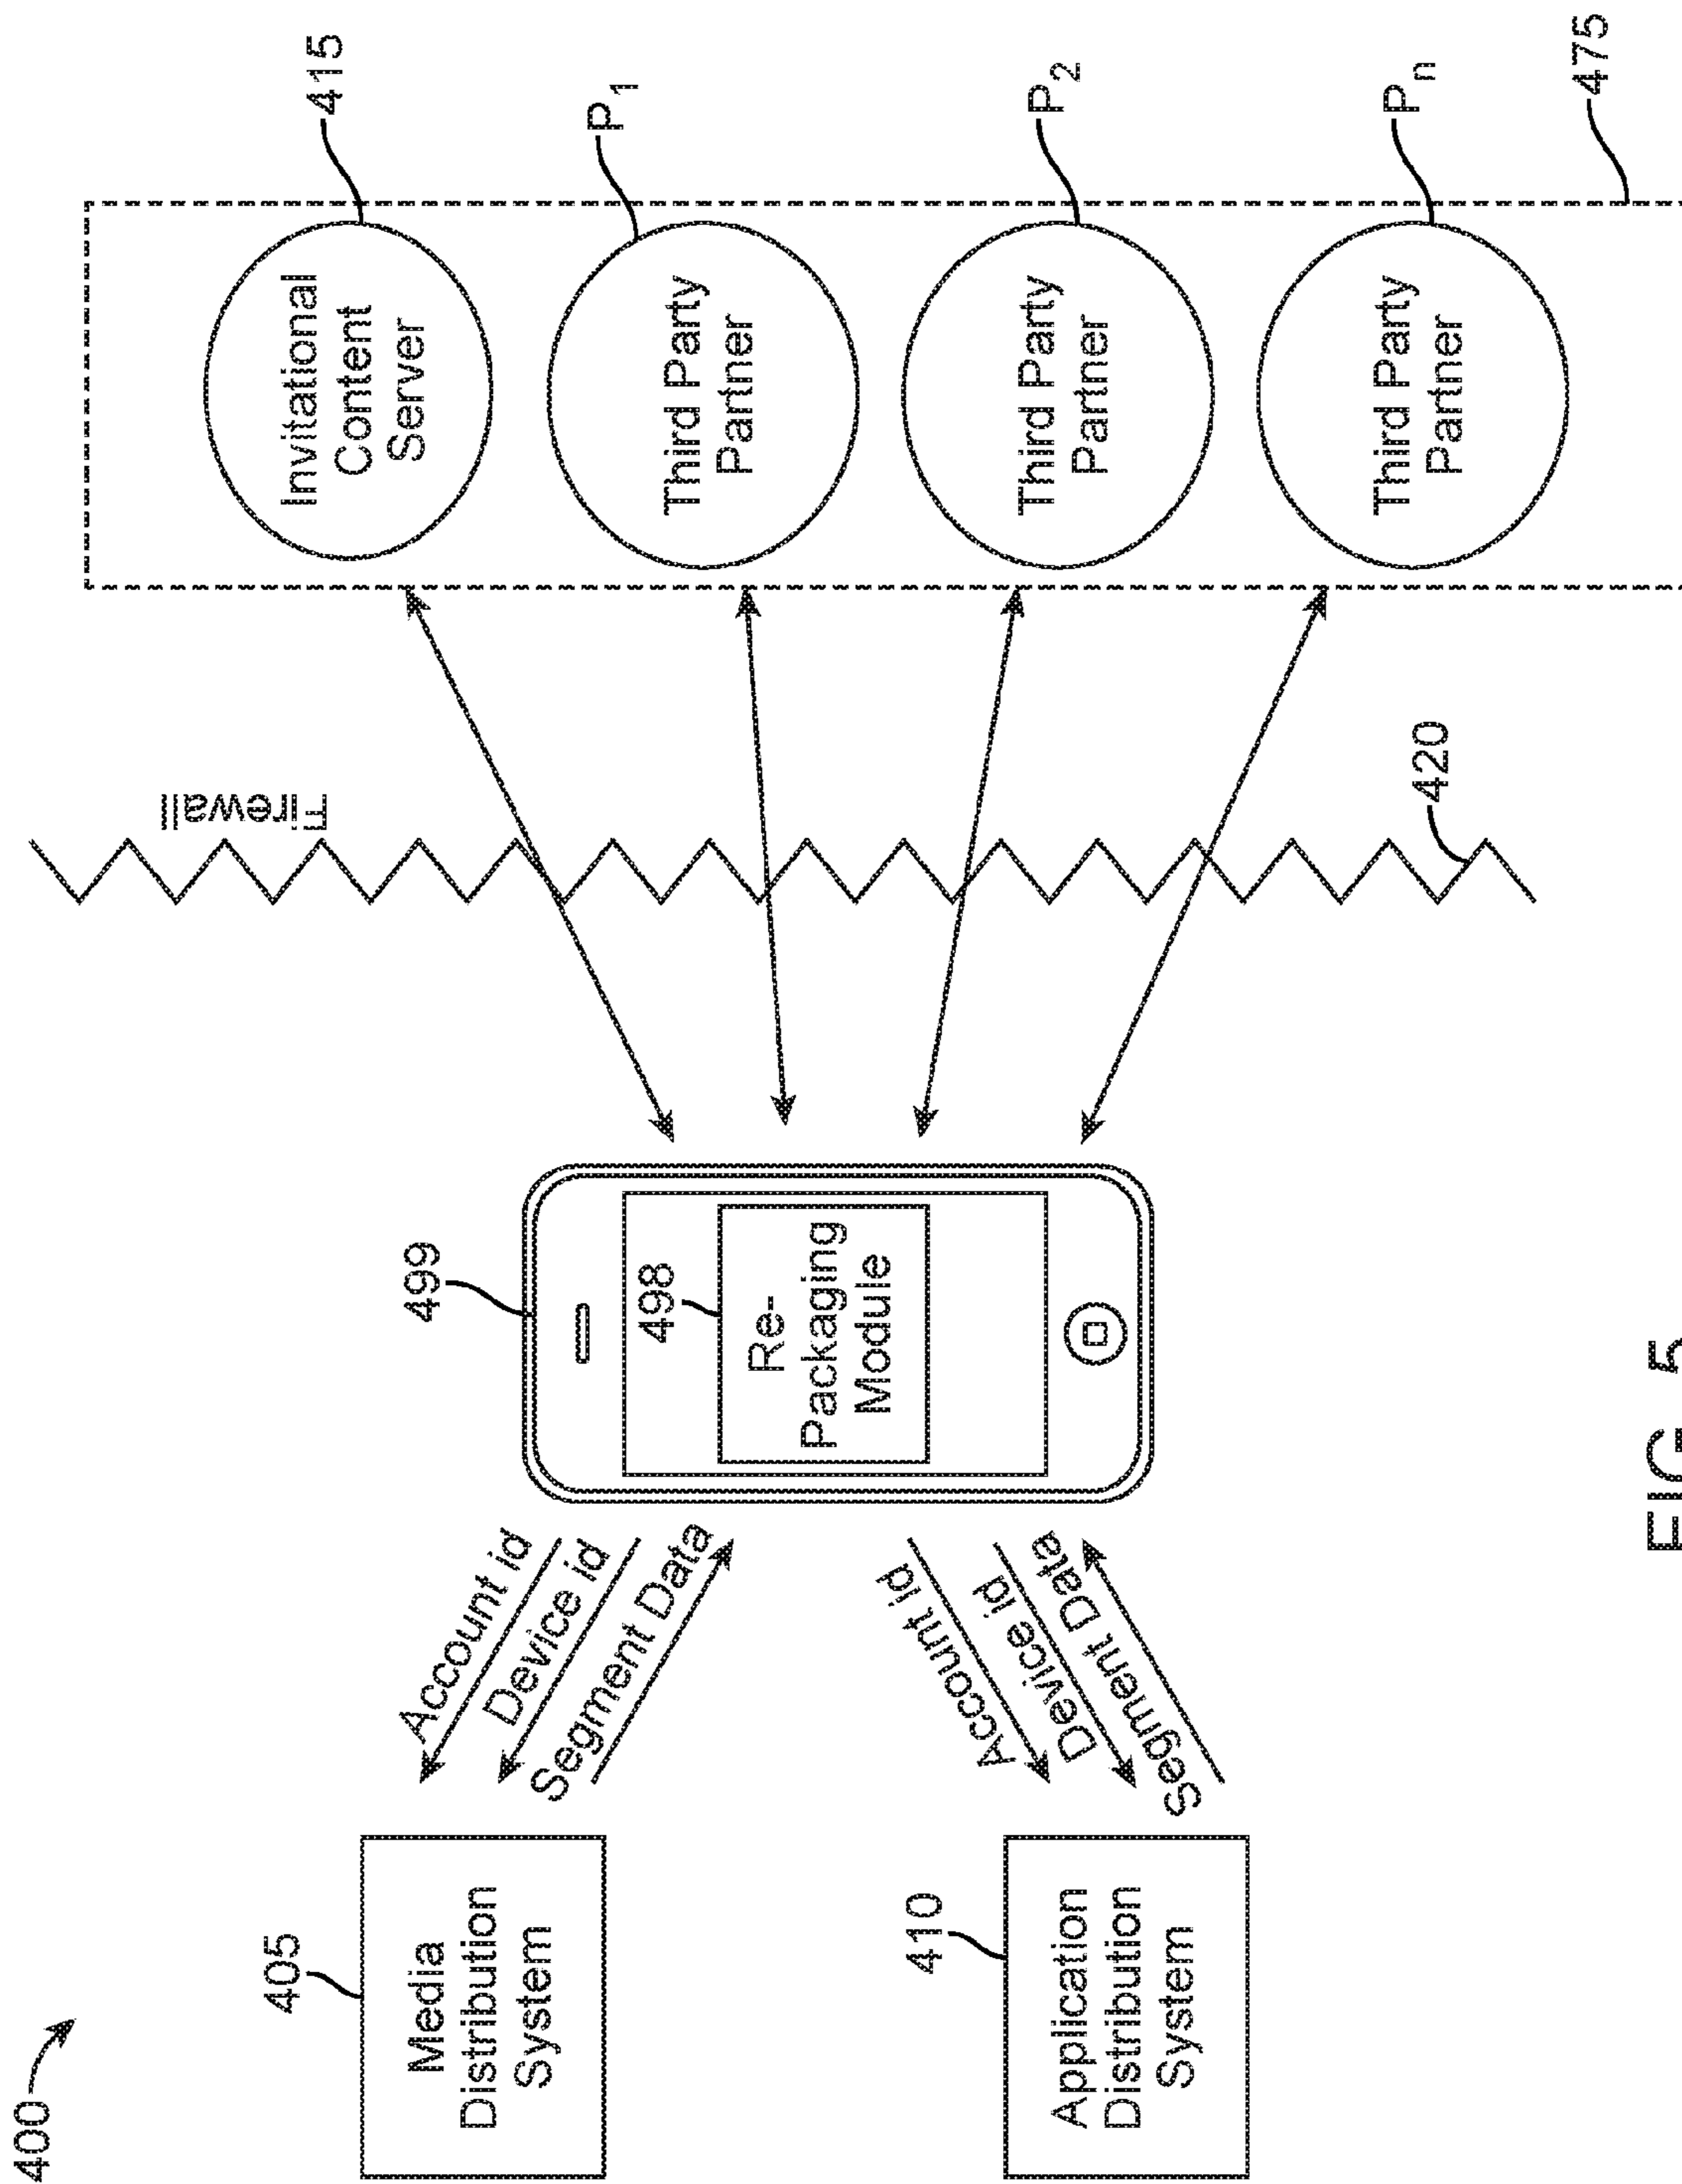 400
405
Media
Distribution
System
410
Application
Distribution
System
Account id
Device id
Segment Data
Account id
Device id
Segment Data
499
498
Re-
Packaging
Module
Firewall
420
415
Invitational
Content
Server
P1
Third Party
Partner
P2
Third Party
Partner
Pn
Third Party
Partner
475
FIG. 5